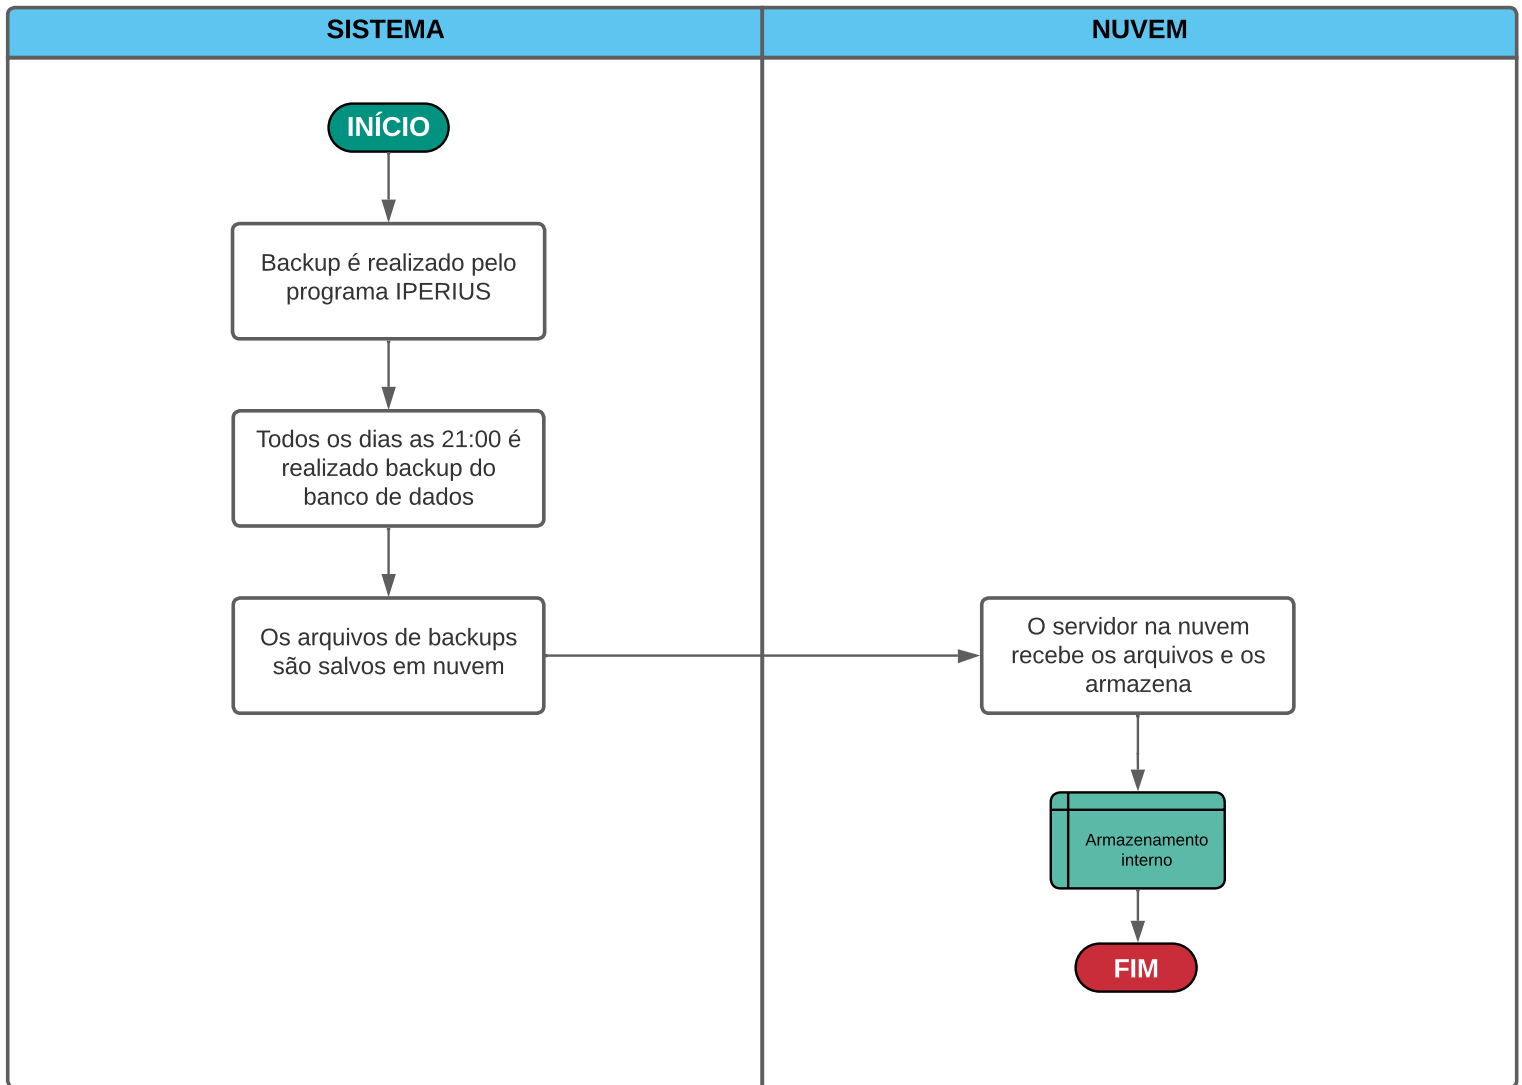 SISTEMA
NUVEM
INÍCIO
Backup é realizado pelo
programa IPERIUS
Todos os dias as 21:00 é
realizado backup do
banco de dados
Os arquivos de backups
são salvos em nuvem
O servidor na nuvem
recebe os arquivos e os
armazena
Armazenamento
interno
FIM